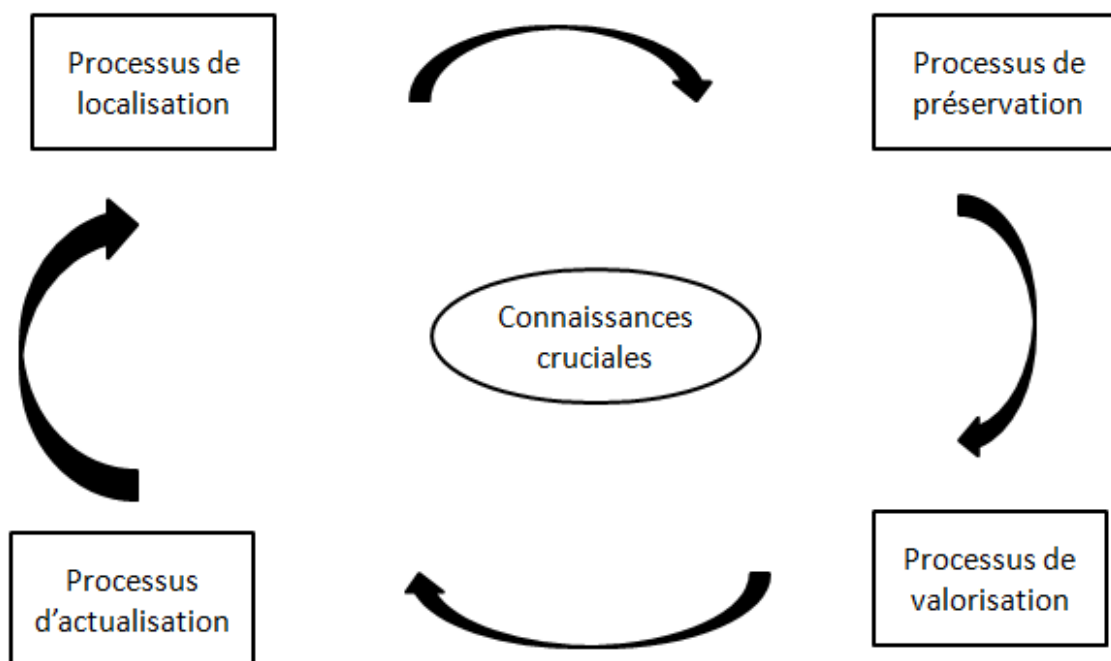 Processus de
localisation
Processus de
préservation
Connaissances
cruciales
Processus
d’actualisation
Processus de
valorisation